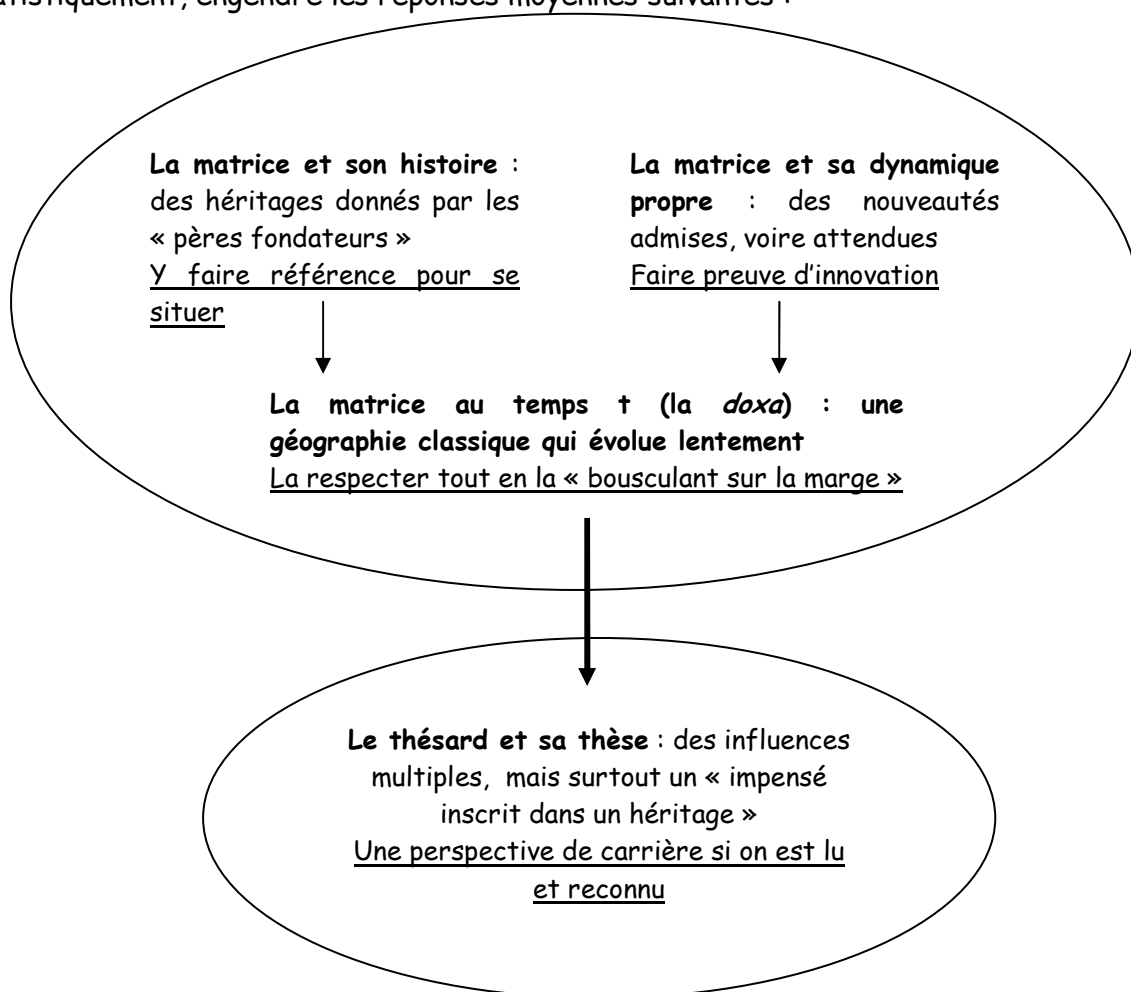 engendre les réponses moyennes suivantes :
La matrice et son histoire :
des héritages donnés par les
« pères fondateurs »
Y faire référence pour se
situer
La matrice et sa dynamique
propre : des nouveautés
admises, voire attendues
Faire preuve d’innovation
La matrice au temps t (la doxa) : une
géographie classique qui évolue lentement
La respecter tout en la « bousculant sur la marge »
Le thésard et sa thèse : des influences
multiples, mais surtout un « impensé
inscrit dans un héritage »
Une perspective de carrière si on est lu
et reconnu